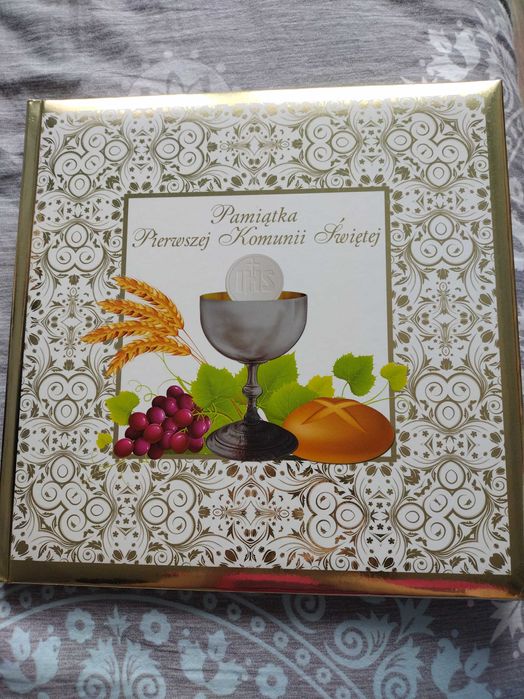 Pamiątka
Pierwszej Komunii Świętej
IHS